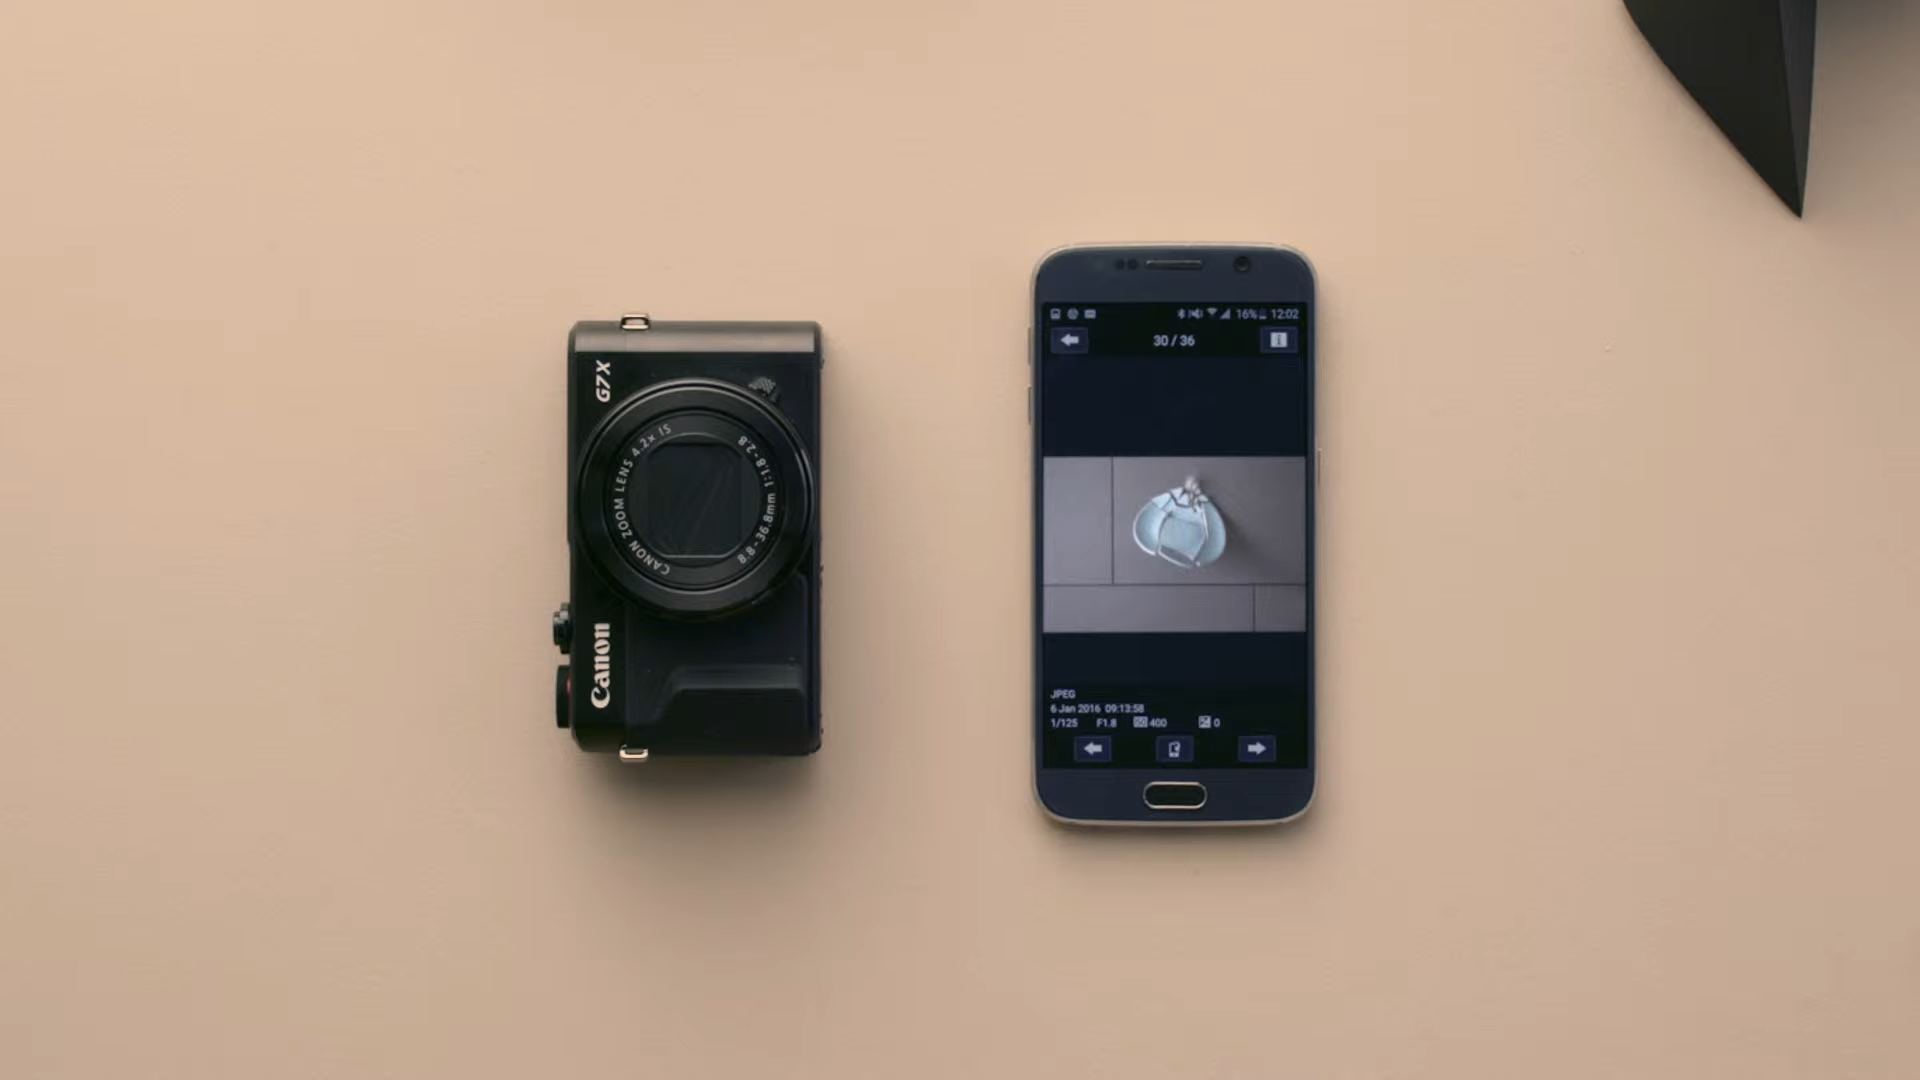 G7X
CANON ZOOM LENS 4.2x IS
8.8-36.8mm 1:1.8-2.8
Canon
16% 12:02
30 / 36
JPEG
6 Jan 2016 09:13:58
1/125 F1.8 ISO 400 0